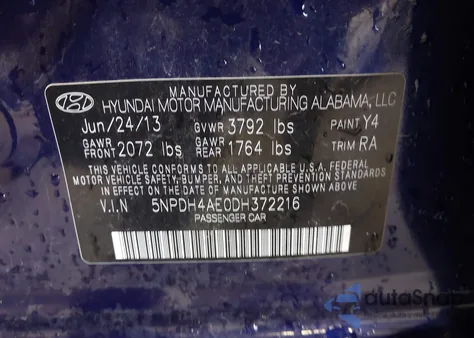 MANUFACTURED BY
HYUNDAI MOTOR MANUFACTURING ALABAMA, LLC
Jun/24/13 GVWR 3792 lbs PAINT Y4
GAWR FRONT 2072 lbs GAWR REAR 1764 lbs TRIM RA
THIS VEHICLE CONFORMS TO ALL APPLICABLE U.S.A FEDERAL
MOTOR VEHICLE SAFETY,BUMPER, AND THEFT PREVENTION STANDARDS
IN EFFECT ON THE DATE OF MANUFACTURE SHOWN ABOVE.
V.I.N 5NPDH4AE0DH372216
PASSENGER CAR